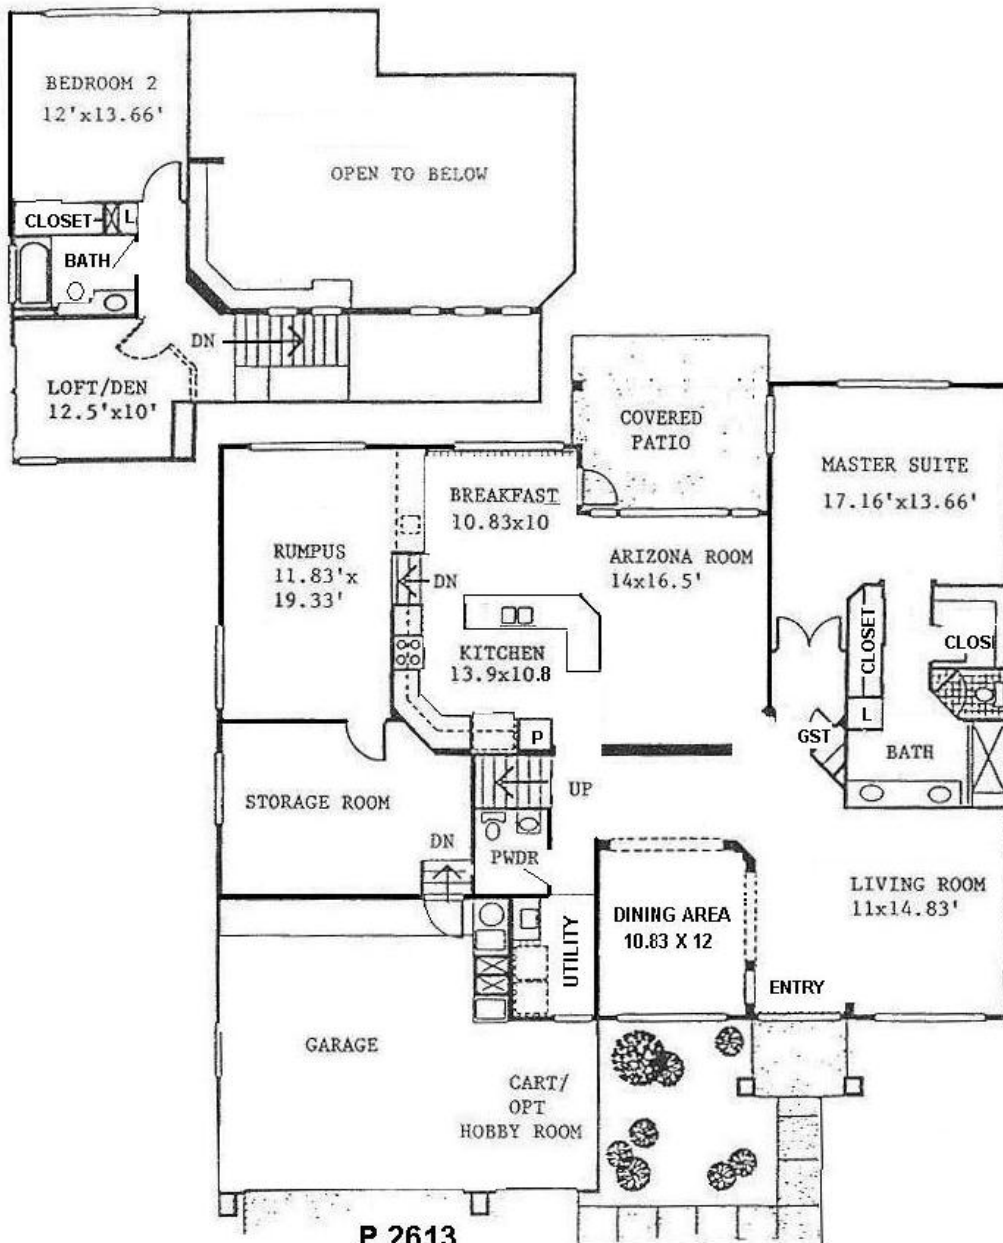 BEDROOM 2
12'x13.66'
OPEN TO BELOW
CLOSET
L
BATH
DN
LOFT/DEN
12.5'x10'
COVERED
PATIO
MASTER SUITE
17.16'x13.66'
BREAKFAST
10.83x10
RUMPUS
11.83'x
19.33'
DN
ARIZONA ROOM
14x16.5'
KITCHEN
13.9x10.8
CLOSET
CLOS
L
GST
BATH
P
UP
STORAGE ROOM
DN
PWDR
LIVING ROOM
11x14.83'
DINING AREA
10.83 X 12
UTILITY
ENTRY
GARAGE
CART/
OPT
HOBBY ROOM
P 2613